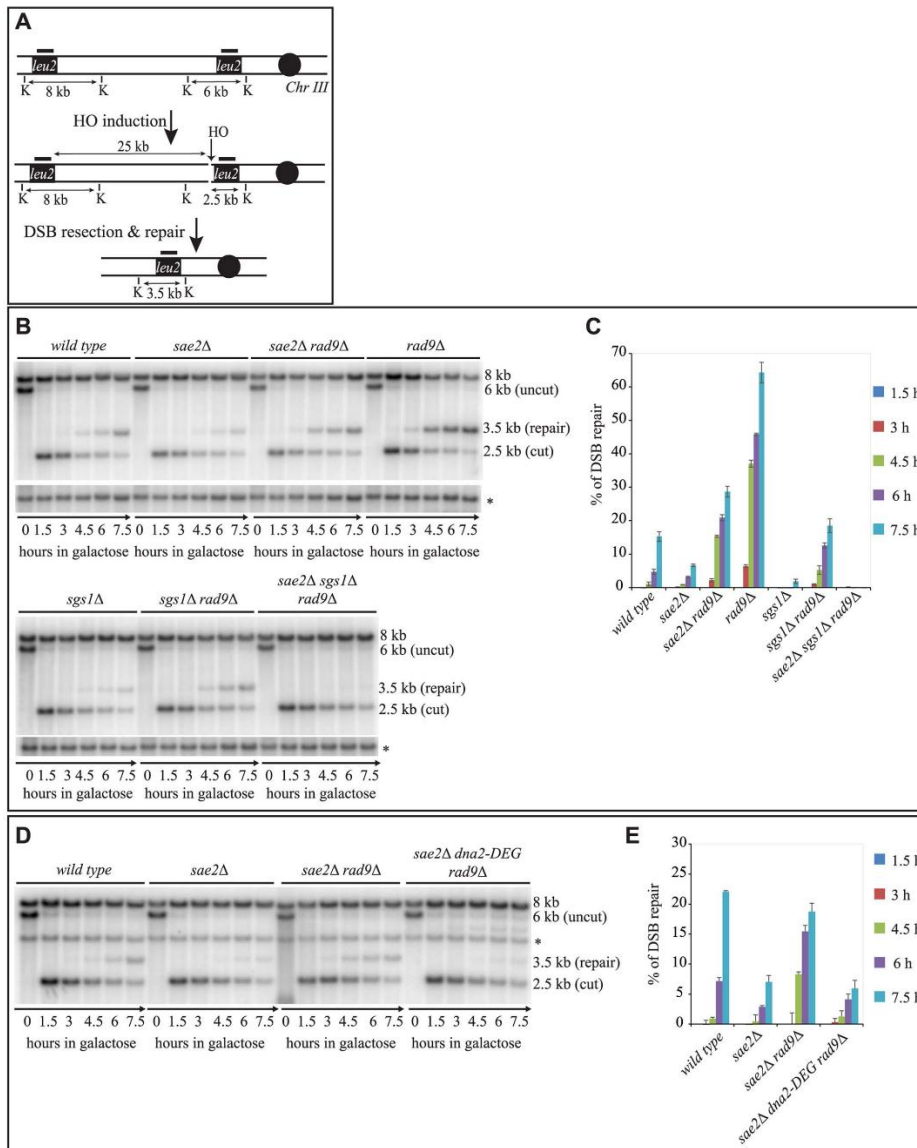 A
leu2
leu2
K
8 kb
K
K
6 kb
K
Chr III
HO induction
HO
25 kb
leu2
leu2
K
8 kb
K
K
2.5 kb
K
DSB resection & repair
leu2
K
3.5 kb
K
B
wild type
sae2Δ
sae2Δ rad9Δ
rad9Δ
8 kb
6 kb (uncut)
3.5 kb (repair)
2.5 kb (cut)
*
0 1.5 3 4.5 6 7.5 0 1.5 3 4.5 6 7.5 0 1.5 3 4.5 6 7.5 0 1.5 3 4.5 6 7.5
hours in galactose hours in galactose hours in galactose hours in galactose
sgs1Δ
sgs1Δ rad9Δ
sae2Δ sgs1Δ
rad9Δ
8 kb
6 kb (uncut)
3.5 kb (repair)
2.5 kb (cut)
*
0 1.5 3 4.5 6 7.5 0 1.5 3 4.5 6 7.5 0 1.5 3 4.5 6 7.5
hours in galactose hours in galactose hours in galactose
C
% of DSB repair
70
60
50
40
30
20
10
0
wild type
sae2Δ
sae2Δ rad9Δ
rad9Δ
sgs1Δ
sgs1Δ rad9Δ
sae2Δ sgs1Δ rad9Δ
1.5 h
3 h
4.5 h
6 h
7.5 h
D
wild type
sae2Δ
sae2Δ rad9Δ
sae2Δ dna2-DEG
rad9Δ
8 kb
6 kb (uncut)
*
3.5 kb (repair)
2.5 kb (cut)
0 1.5 3 4.5 6 7.5 0 1.5 3 4.5 6 7.5 0 1.5 3 4.5 6 7.5 0 1.5 3 4.5 6 7.5
hours in galactose hours in galactose hours in galactose hours in galactose
E
% of DSB repair
30
25
20
15
10
5
0
wild type
sae2Δ
sae2Δ rad9Δ
sae2Δ dna2-DEG rad9Δ
1.5 h
3 h
4.5 h
6 h
7.5 h